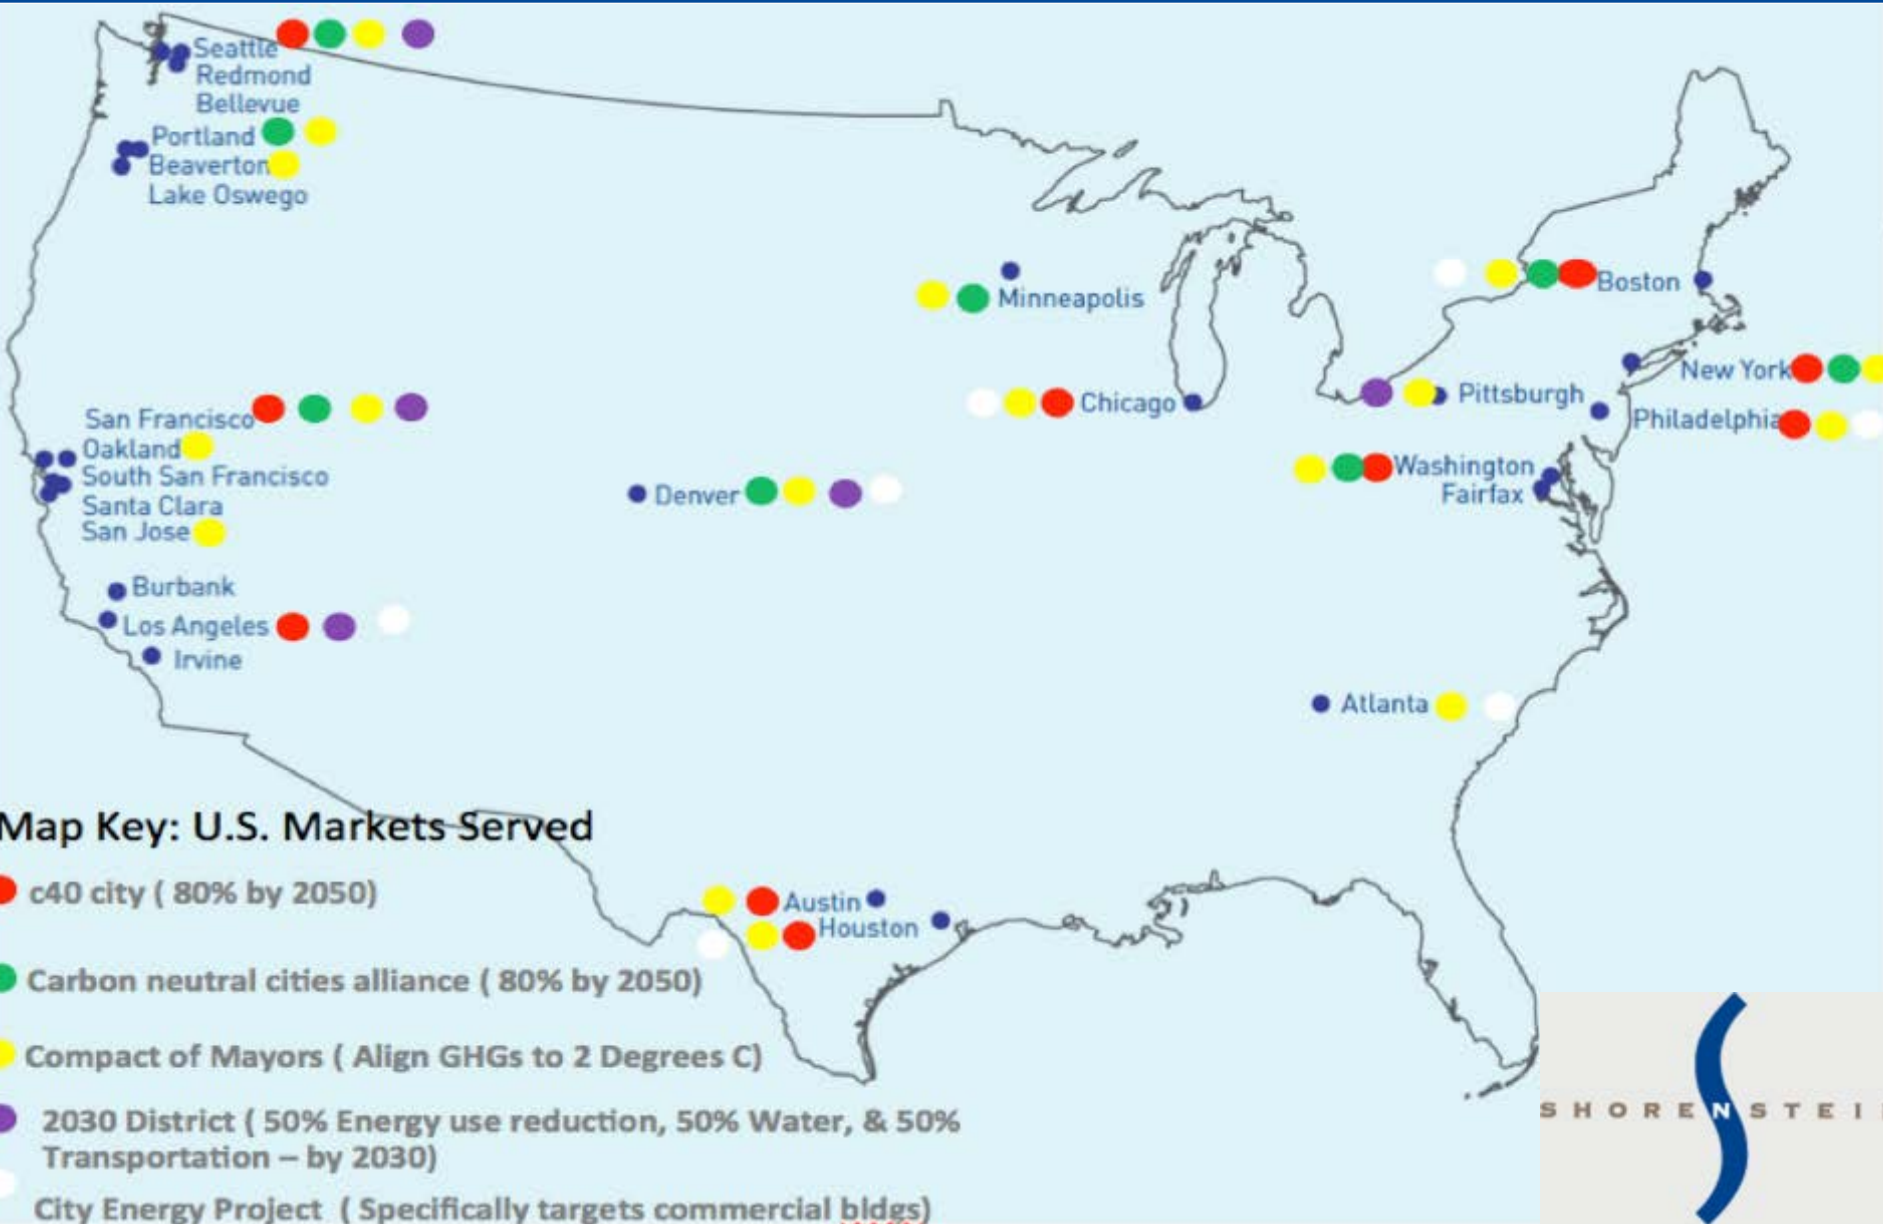 Seattle
Redmond
Bellevue
Portland
Beaverton
Lake Oswego
Minneapolis
Boston
New York
Pittsburgh
Philadelphia
Chicago
San Francisco
Oakland
South San Francisco
Santa Clara
San Jose
Denver
Washington
Fairfax
Burbank
Los Angeles
Irvine
Atlanta
Map Key: U.S. Markets Served
c40 city ( 80% by 2050)
Austin
Houston
Carbon neutral cities alliance ( 80% by 2050)
Compact of Mayors ( Align GHGs to 2 Degrees C)
2030 District ( 50% Energy use reduction, 50% Water, & 50%
Transportation – by 2030)
City Energy Project ( Specifically targets commercial bldgs)
SHORENSTEI